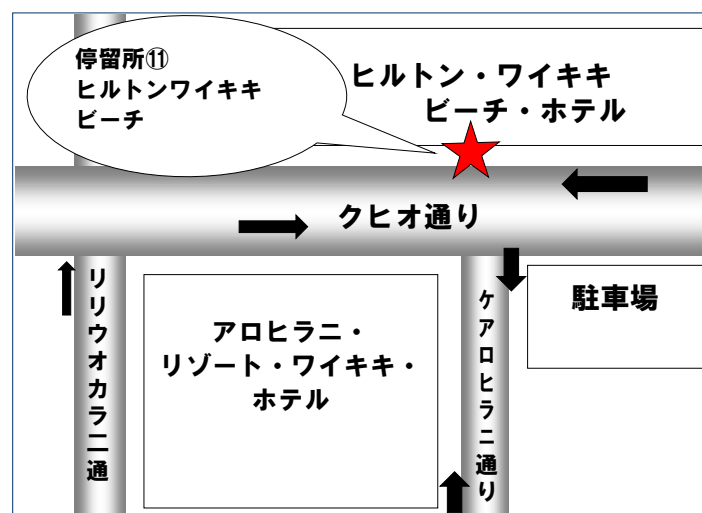 停留所⑪
ヒルトンワイキキ
ビーチ
ヒルトン・ワイキキ
ビーチ・ホテル
クヒオ通り
リリウオカラニ通
アロヒラニ・
リゾート・ワイキキ・
ホテル
ケアロヒラニ通り
駐車場